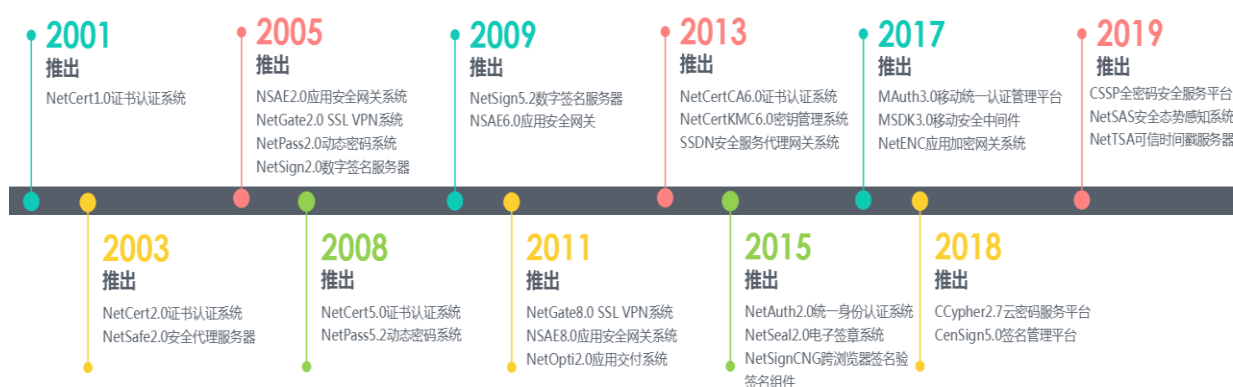 2001
推出
NetCert1.0证书认证系统
2005
推出
NSAE2.0应用安全网关系统
NetGate2.0 SSL VPN系统
NetPass2.0动态密码系统
NetSign2.0数字签名服务器
2009
推出
NetSign5.2数字签名服务器
NSAE6.0应用安全网关
2013
推出
NetCertCA6.0证书认证系统
NetCertKMC6.0密钥管理系统
SSDN安全服务代理网关系统
2017
推出
MAuth3.0移动统一认证管理平台
MSDK3.0移动安全中间件
NetENC应用加密网关系统
2019
推出
CSSP全密码安全服务平台
NetSAS安全态势感知系统
NetTSA可信时间戳服务器
2003
推出
NetCert2.0证书认证系统
NetSafe2.0安全代理服务器
2008
推出
NetCert5.0证书认证系统
NetPass5.2动态密码系统
2011
推出
NetGate8.0 SSL VPN系统
NSAE8.0应用安全网关系统
NetOpti2.0应用交付系统
2015
推出
NetAuth2.0统一身份认证系统
NetSeal2.0电子签章系统
NetSignCNG跨浏览器签名验
签名组件
2018
推出
CCypher2.7云密码服务平台
CenSign5.0签名管理平台